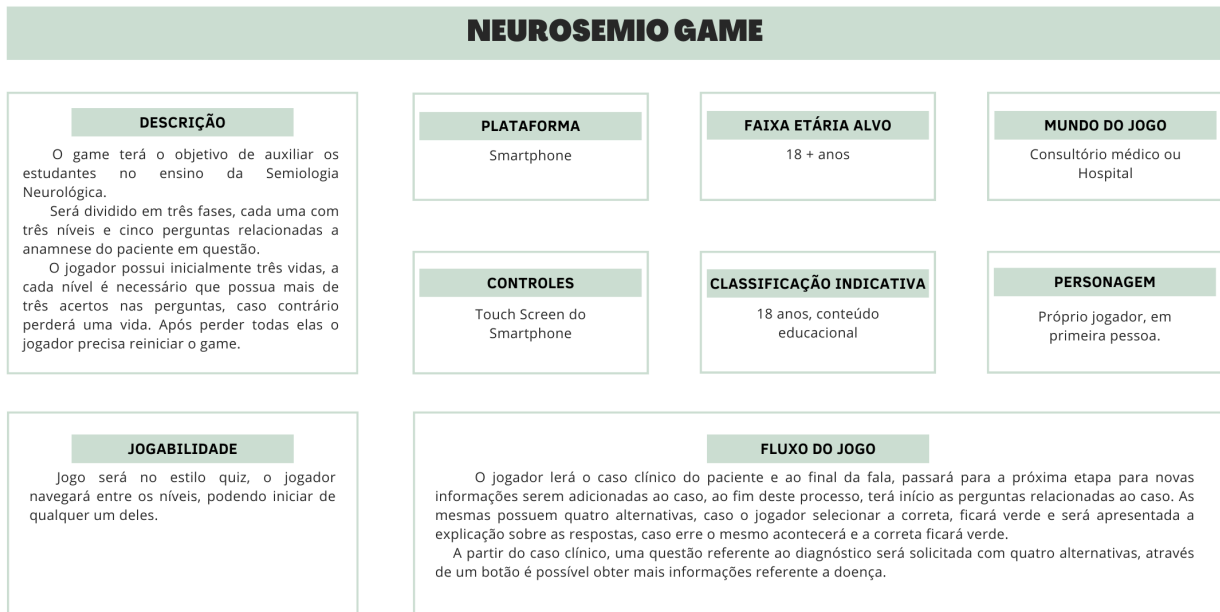 NEUROSEMIO GAME
DESCRIÇÃO
O game terá o objetivo de auxiliar os
estudantes no ensino da Semiologia
Neurológica.
Será dividido em três fases, cada uma com
três níveis e cinco perguntas relacionadas a
anamnese do paciente em questão.
O jogador possui inicialmente três vidas, a
cada nível é necessário que possua mais de
três acertos nas perguntas, caso contrário
perderá uma vida. Após perder todas elas o
jogador precisa reiniciar o game.
PLATAFORMA
Smartphone
FAIXA ETÁRIA ALVO
18 + anos
MUNDO DO JOGO
Consultório médico ou
Hospital
CONTROLES
Touch Screen do
Smartphone
CLASSIFICAÇÃO INDICATIVA
18 anos, conteúdo
educacional
PERSONAGEM
Próprio jogador, em
primeira pessoa.
JOGABILIDADE
Jogo será no estilo quiz, o jogador
navegará entre os níveis, podendo iniciar de
qualquer um deles.
FLUXO DO JOGO
O jogador lerá o caso clínico do paciente e ao final da fala, passará para a próxima etapa para novas
informações serem adicionadas ao caso, ao fim deste processo, terá início as perguntas relacionadas ao caso. As
mesmas possuem quatro alternativas, caso o jogador selecionar a correta, ficará verde e será apresentada a
explicação sobre as respostas, caso erre o mesmo acontecerá e a correta ficará verde.
A partir do caso clínico, uma questão referente ao diagnóstico será solicitada com quatro alternativas, através
de um botão é possível obter mais informações referente a doença.